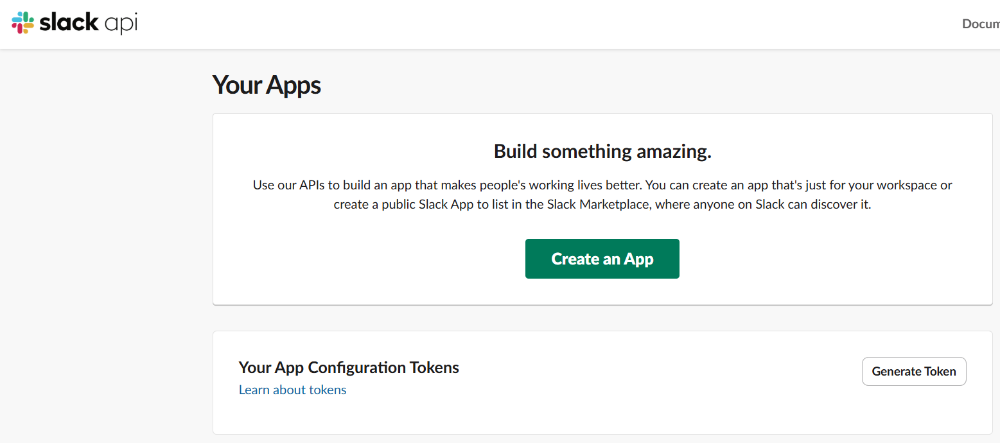 slack api
Docum
Your Apps
Build something amazing.
Use our APIs to build an app that makes people's working lives better. You can create an app that's just for your workspace or
create a public Slack App to list in the Slack Marketplace, where anyone on Slack can discover it.
Create an App
Your App Configuration Tokens
Generate Token
Learn about tokens